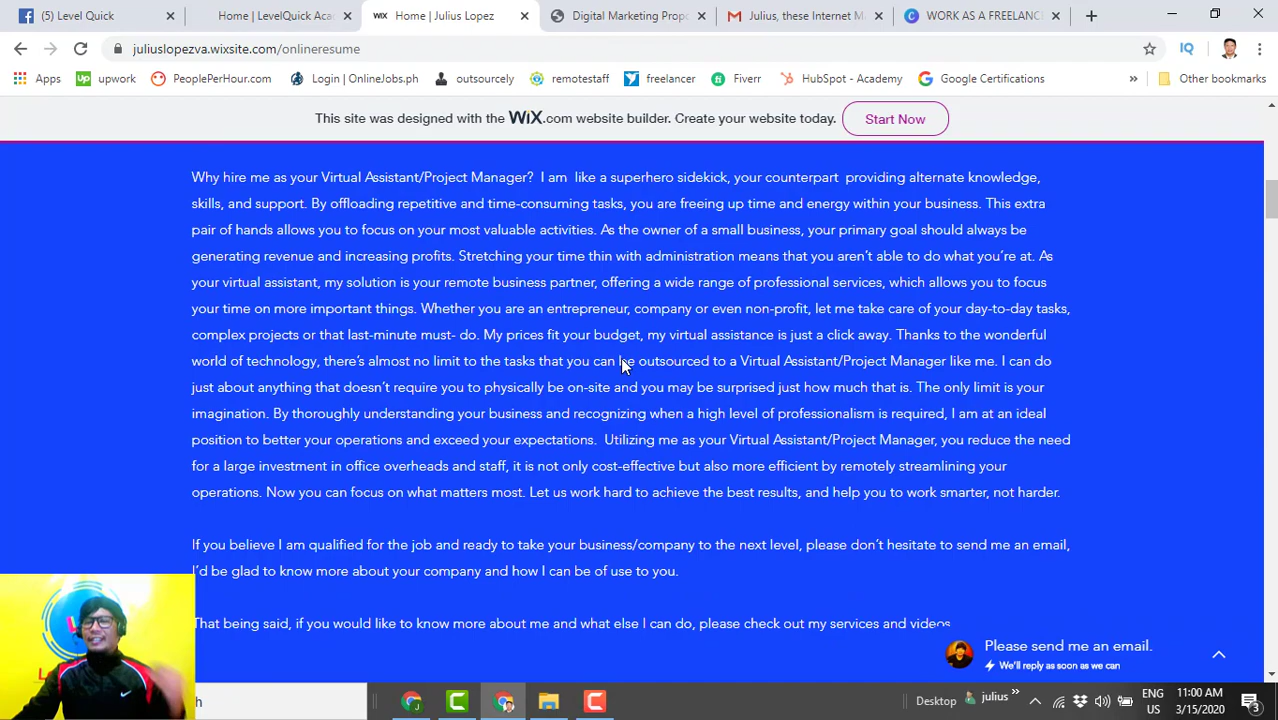 (5) Level Quick
Home | LevelQuick Aca
WiX Home | Julius Lopez
Digital Marketing Propo
Julius, these Internet M
WORK AS A FREELANC
juliuslopezva.wixsite.com/onlineresume
IQ
Apps
Up upwork
PeoplePerHour.com
Login | OnlineJobs.ph
outsourcely
remotestaff
freelancer
fi Fiverr
HubSpot - Academy
Google Certifications
»
Other bookmarks
This site was designed with the WiX.com website builder. Create your website today. Start Now
Why hire me as your Virtual Assistant/Project Manager?  I am  like a superhero sidekick, your counterpart  providing alternate knowledge,
skills, and support. By offloading repetitive and time-consuming tasks, you are freeing up time and energy within your business. This extra
pair of hands allows you to focus on your most valuable activities. As the owner of a small business, your primary goal should always be
generating revenue and increasing profits. Stretching your time thin with administration means that you aren't able to do what you're at. As
your virtual assistant, my solution is your remote business partner, offering a wide range of professional services, which allows you to focus
your time on more important things. Whether you are an entrepreneur, company or even non-profit, let me take care of your day-to-day tasks,
complex projects or that last-minute must- do. My prices fit your budget, my virtual assistance is just a click away. Thanks to the wonderful
world of technology, there's almost no limit to the tasks that you can be outsourced to a Virtual Assistant/Project Manager like me. I can do
just about anything that doesn't require you to physically be on-site and you may be surprised just how much that is. The only limit is your
imagination. By thoroughly understanding your business and recognizing when a high level of professionalism is required, I am at an ideal
position to better your operations and exceed your expectations.  Utilizing me as your Virtual Assistant/Project Manager, you reduce the need
for a large investment in office overheads and staff, it is not only cost-effective but also more efficient by remotely streamlining your
operations. Now you can focus on what matters most. Let us work hard to achieve the best results, and help you to work smarter, not harder.
If you believe I am qualified for the job and ready to take your business/company to the next level, please don't hesitate to send me an email,
I'd be glad to know more about your company and how I can be of use to you.
That being said, if you would like to know more about me and what else I can do, please check out my services and videos
Please send me an email.
We'll reply as soon as we can
Desktop
julius
»
ENG
US
11:00 AM
3/15/2020
3